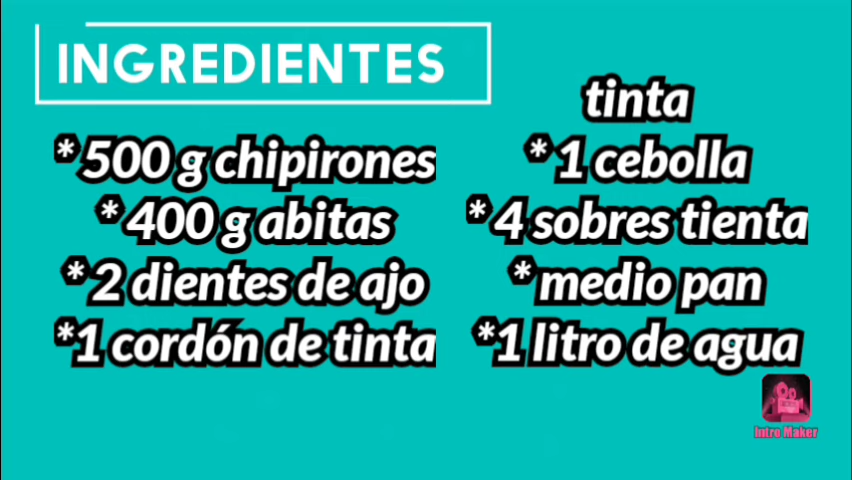 INGREDIENTES
* 500 g chipirones
* 400 g abitas
* 2 dientes de ajo
*1 cordón de tinta
tinta
* 1 cebolla
* 4 sobres tienta
* medio pan
*1 litro de agua
Intro Maker